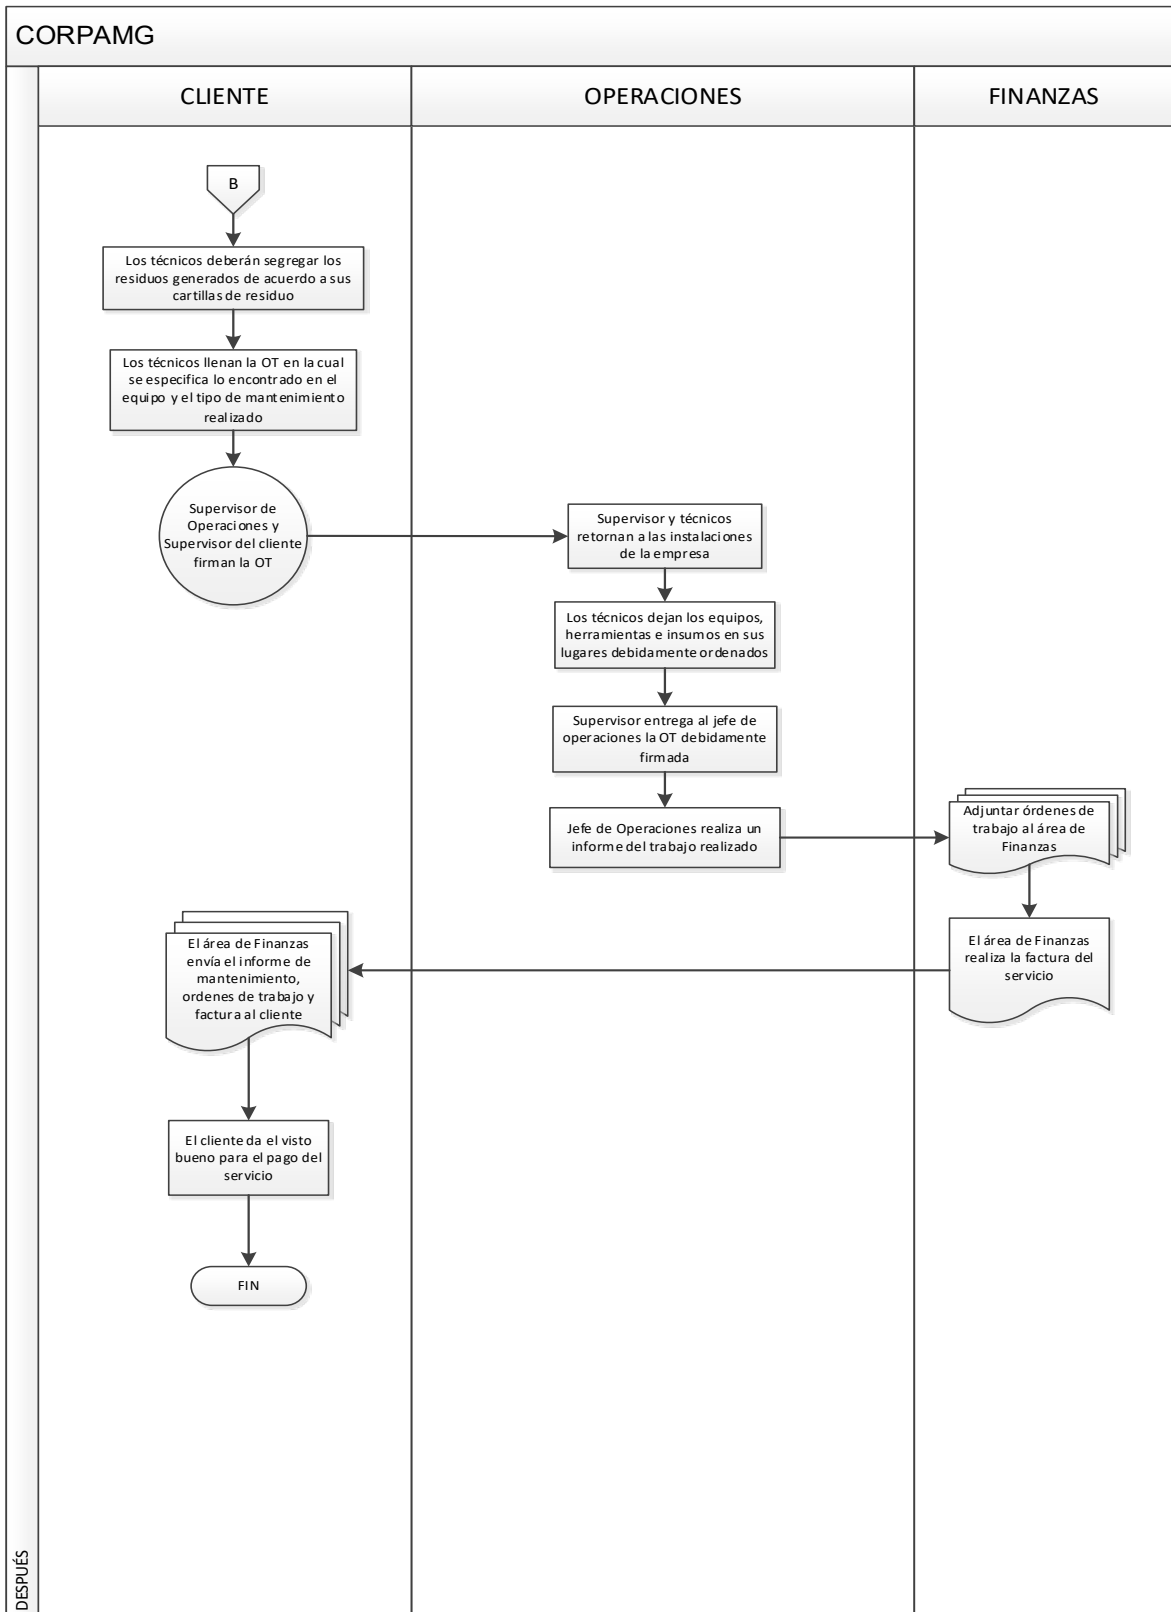 CORPAMG
CLIENTE
OPERACIONES
FINANZAS
B
Los técnicos deberán segregar los
residuos generados de acuerdo a sus
cartillas de residuo
Los técnicos llenan la OT en la cual
se especifica lo encontrado en el
equipo y el tipo de mantenimiento
realizado
Supervisor de
Operaciones y
Supervisor del cliente
firman la OT
Supervisor y técnicos
retornan a las instalaciones
de la empresa
Los técnicos dejan los equipos,
herramientas e insumos en sus
lugares debidamente ordenados
Supervisor entrega al jefe de
operaciones la OT debidamente
firmada
Jefe de Operaciones realiza un
informe del trabajo realizado
Adjuntar órdenes de
trabajo al área de
Finanzas
El área de Finanzas
realiza la factura del
servicio
El área de Finanzas
envía el informe de
mantenimiento,
ordenes de trabajo y
factura al cliente
El cliente da el visto
bueno para el pago del
servicio
FIN
DESPUÉS